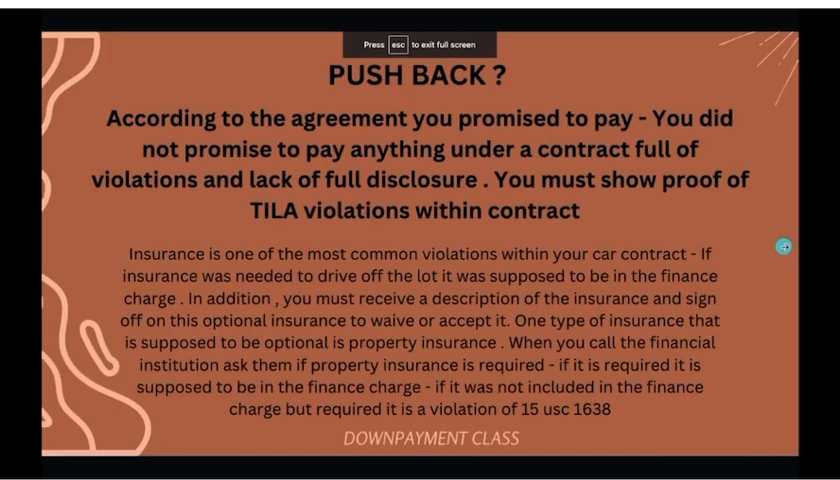 Press esc to exit full screen
PUSH BACK ?
According to the agreement you promised to pay - You did
not promise to pay anything under a contract full of
violations and lack of full disclosure . You must show proof of
TILA violations within contract
Insurance is one of the most common violations within your car contract - If
insurance was needed to drive off the lot it was supposed to be in the finance
charge . In addition , you must receive a description of the insurance and sign
off on this optional insurance to waive or accept it. One type of insurance that
is supposed to be optional is property insurance . When you call the financial
institution ask them if property insurance is required - if it is required it is
supposed to be in the finance charge - if it was not included in the finance
charge but required it is a violation of 15 usc 1638
DOWNPAYMENT CLASS